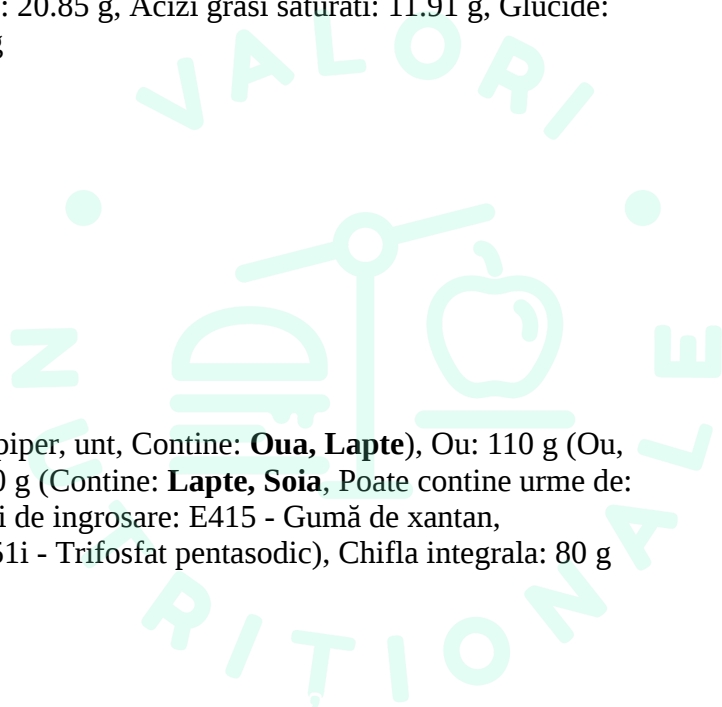 : 20.85 g, Acizi grasi saturati: 11.91 g, Glucide:
g
VALORI
NUTRITIONALE
piper, unt, Contine: Oua, Lapte), Ou: 110 g (Ou,
0 g (Contine: Lapte, Soia, Poate contine urme de:
i de ingrosare: E415 - Gumă de xantan,
51i - Trifosfat pentasodic), Chifla integrala: 80 g